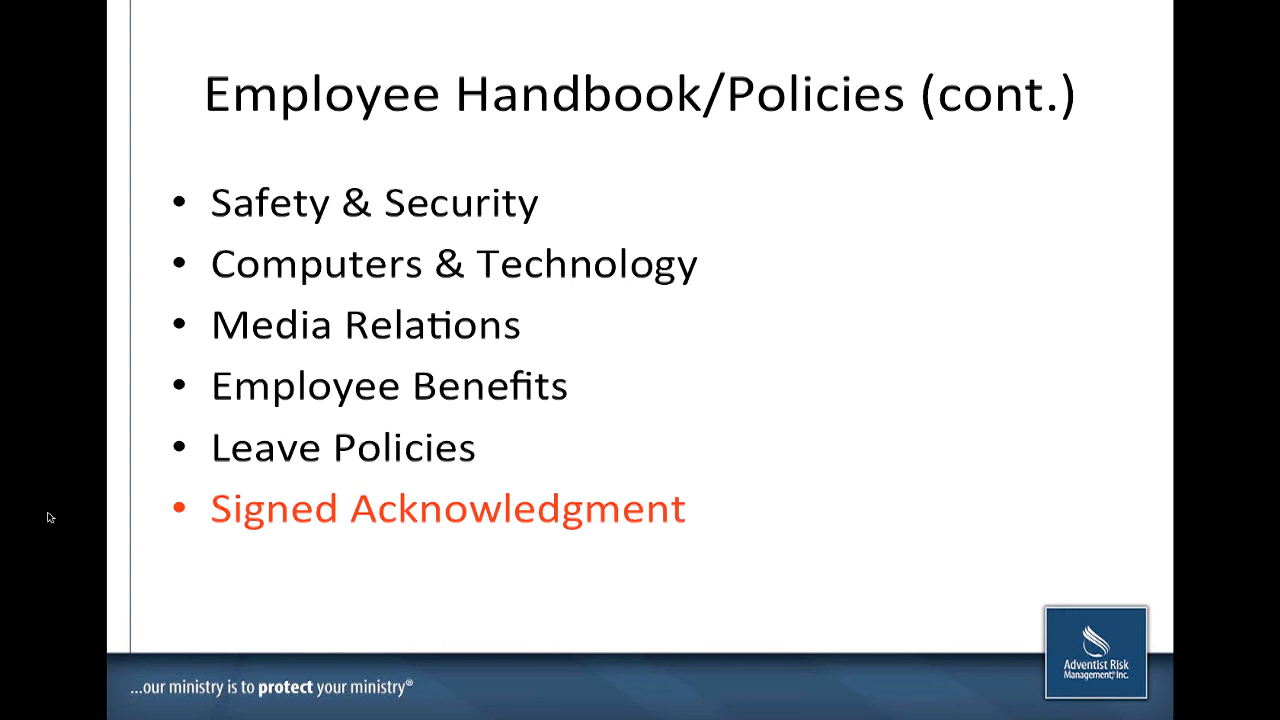 Employee Handbook/Policies (cont.)
• Safety & Security
• Computers & Technology
• Media Relations
• Employee Benefits
• Leave Policies
• Signed Acknowledgment
...our ministry is to protect your ministry®
Adventist Risk
Management, Inc.